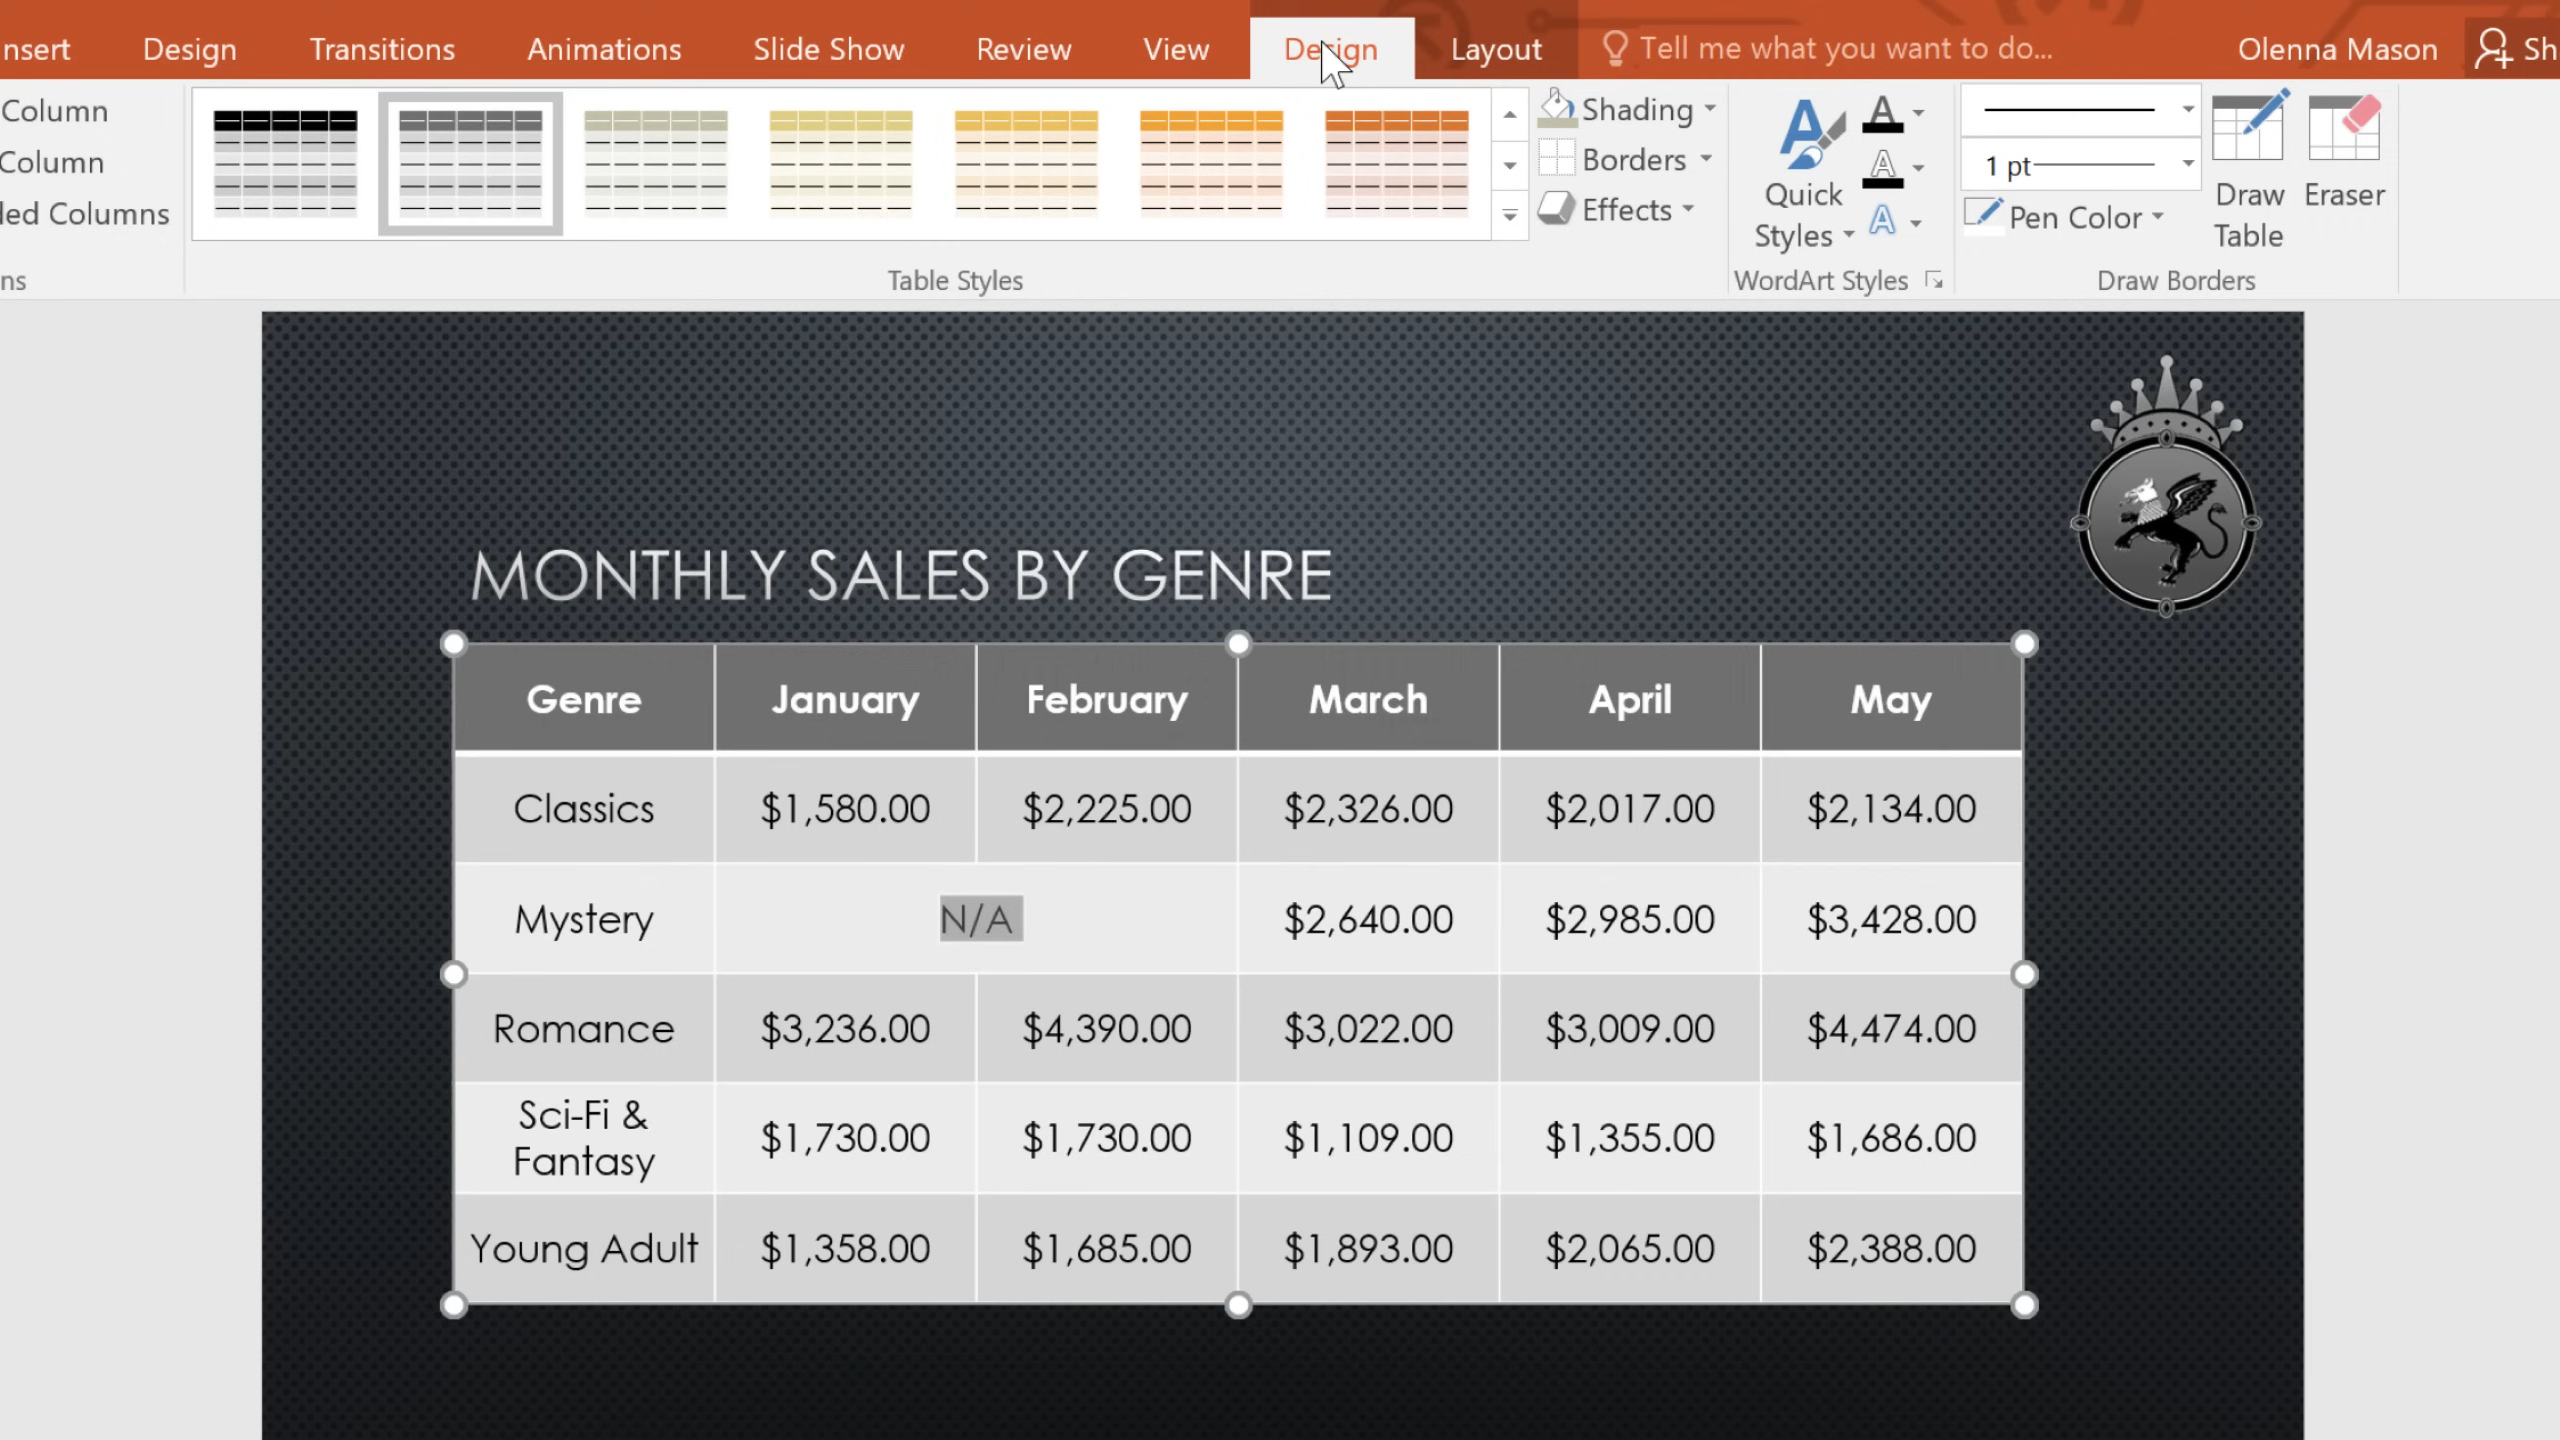 nsert Design Transitions Animations Slide Show Review View Design Layout Tell me what you want to do... Olenna Mason Sh
Column
Column
led Columns
ns
Table Styles
Shading
Borders
Effects
Quick
Styles
WordArt Styles
1 pt
Pen Color
Draw
Table
Eraser
Draw Borders
MONTHLY SALES BY GENRE
Genre January February March April May
Classics $1,580.00 $2,225.00 $2,326.00 $2,017.00 $2,134.00
Mystery N/A $2,640.00 $2,985.00 $3,428.00
Romance $3,236.00 $4,390.00 $3,022.00 $3,009.00 $4,474.00
Sci-Fi &
Fantasy $1,730.00 $1,730.00 $1,109.00 $1,355.00 $1,686.00
Young Adult $1,358.00 $1,685.00 $1,893.00 $2,065.00 $2,388.00